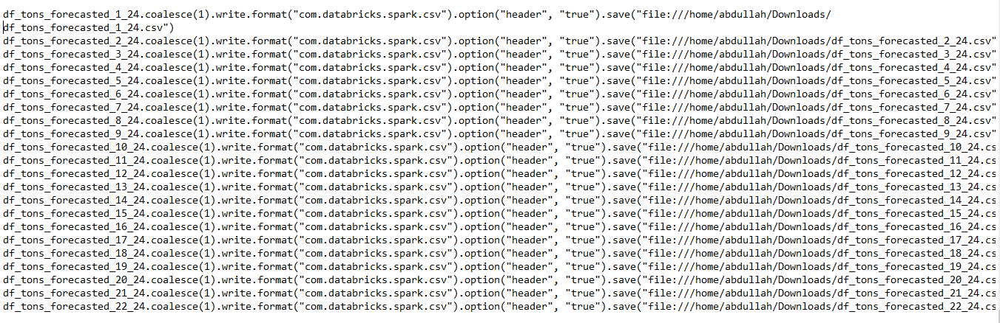 df_tons_forecasted_1_24.coalesce(1).write.format("com.databricks.spark.csv").option("header", "true").save("file:///home/abdullah/Downloads/
df_tons_forecasted_1_24.csv")
df_tons_forecasted_2_24.coalesce(1).write.format("com.databricks.spark.csv").option("header", "true").save("file:///home/abdullah/Downloads/df_tons_forecasted_2_24.csv"
df_tons_forecasted_3_24.coalesce(1).write.format("com.databricks.spark.csv").option("header", "true").save("file:///home/abdullah/Downloads/df_tons_forecasted_3_24.csv"
df_tons_forecasted_4_24.coalesce(1).write.format("com.databricks.spark.csv").option("header", "true").save("file:///home/abdullah/Downloads/df_tons_forecasted_4_24.csv"
df_tons_forecasted_5_24.coalesce(1).write.format("com.databricks.spark.csv").option("header", "true").save("file:///home/abdullah/Downloads/df_tons_forecasted_5_24.csv"
df_tons_forecasted_6_24.coalesce(1).write.format("com.databricks.spark.csv").option("header", "true").save("file:///home/abdullah/Downloads/df_tons_forecasted_6_24.csv"
df_tons_forecasted_7_24.coalesce(1).write.format("com.databricks.spark.csv").option("header", "true").save("file:///home/abdullah/Downloads/df_tons_forecasted_7_24.csv"
df_tons_forecasted_8_24.coalesce(1).write.format("com.databricks.spark.csv").option("header", "true").save("file:///home/abdullah/Downloads/df_tons_forecasted_8_24.csv"
df_tons_forecasted_9_24.coalesce(1).write.format("com.databricks.spark.csv").option("header", "true").save("file:///home/abdullah/Downloads/df_tons_forecasted_9_24.csv"
df_tons_forecasted_10_24.coalesce(1).write.format("com.databricks.spark.csv").option("header", "true").save("file:///home/abdullah/Downloads/df_tons_forecasted_10_24.cs
df_tons_forecasted_11_24.coalesce(1).write.format("com.databricks.spark.csv").option("header", "true").save("file:///home/abdullah/Downloads/df_tons_forecasted_11_24.cs
df_tons_forecasted_12_24.coalesce(1).write.format("com.databricks.spark.csv").option("header", "true").save("file:///home/abdullah/Downloads/df_tons_forecasted_12_24.cs
df_tons_forecasted_13_24.coalesce(1).write.format("com.databricks.spark.csv").option("header", "true").save("file:///home/abdullah/Downloads/df_tons_forecasted_13_24.cs
df_tons_forecasted_14_24.coalesce(1).write.format("com.databricks.spark.csv").option("header", "true").save("file:///home/abdullah/Downloads/df_tons_forecasted_14_24.cs
df_tons_forecasted_15_24.coalesce(1).write.format("com.databricks.spark.csv").option("header", "true").save("file:///home/abdullah/Downloads/df_tons_forecasted_15_24.cs
df_tons_forecasted_16_24.coalesce(1).write.format("com.databricks.spark.csv").option("header", "true").save("file:///home/abdullah/Downloads/df_tons_forecasted_16_24.cs
df_tons_forecasted_17_24.coalesce(1).write.format("com.databricks.spark.csv").option("header", "true").save("file:///home/abdullah/Downloads/df_tons_forecasted_17_24.cs
df_tons_forecasted_18_24.coalesce(1).write.format("com.databricks.spark.csv").option("header", "true").save("file:///home/abdullah/Downloads/df_tons_forecasted_18_24.cs
df_tons_forecasted_19_24.coalesce(1).write.format("com.databricks.spark.csv").option("header", "true").save("file:///home/abdullah/Downloads/df_tons_forecasted_19_24.cs
df_tons_forecasted_20_24.coalesce(1).write.format("com.databricks.spark.csv").option("header", "true").save("file:///home/abdullah/Downloads/df_tons_forecasted_20_24.cs
df_tons_forecasted_21_24.coalesce(1).write.format("com.databricks.spark.csv").option("header", "true").save("file:///home/abdullah/Downloads/df_tons_forecasted_21_24.cs
df_tons_forecasted_22_24.coalesce(1).write.format("com.databricks.spark.csv").option("header", "true").save("file:///home/abdullah/Downloads/df_tons_forecasted_22_24.cs